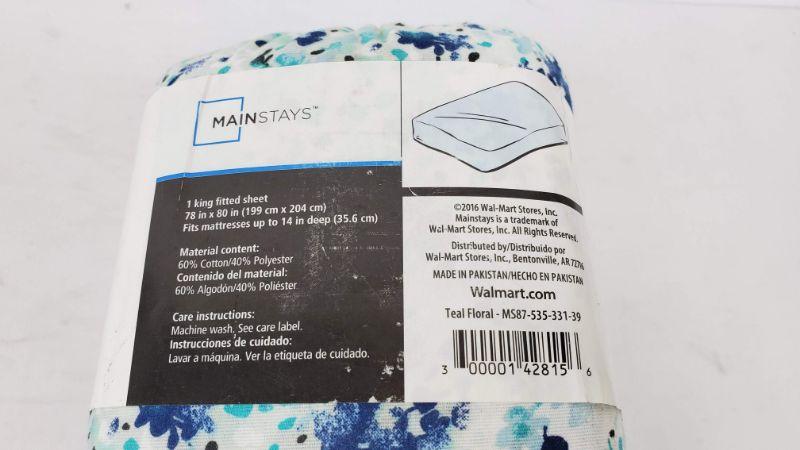 MAINSTAYS™
1 king fitted sheet
78 in x 80 in (199 cm x 204 cm)
Fits mattresses up to 14 in deep (35.6 cm)
Material content:
60% Cotton/40% Polyester
Contenido del material:
60% Algodón/40% Poliéster
Care instructions:
Machine wash, See care label.
Instrucciones de cuidado:
Lavar a máquina. Ver la etiqueta de cuidado.
©2016 Wal-Mart Stores, Inc.
Mainstays is a trademark of
Wal-Mart Stores, Inc. All Rights Reserved.
Distributed by/Distribuido por
Wal-Mart Stores, Inc., Bentonville, AR 72716
MADE IN PAKISTAN/HECHO EN PAKISTAN
Walmart.com
Teal Floral - MS87-535-331-39
3 00001 42815 6